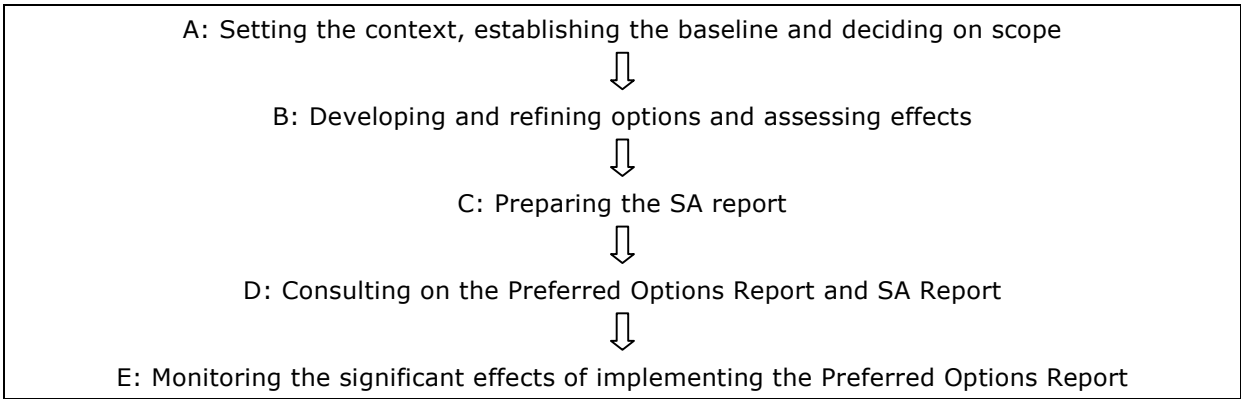 A: Setting the context, establishing the baseline and deciding on scope
B: Developing and refining options and assessing effects
C: Preparing the SA report
D: Consulting on the Preferred Options Report and SA Report
E: Monitoring the significant effects of implementing the Preferred Options Report